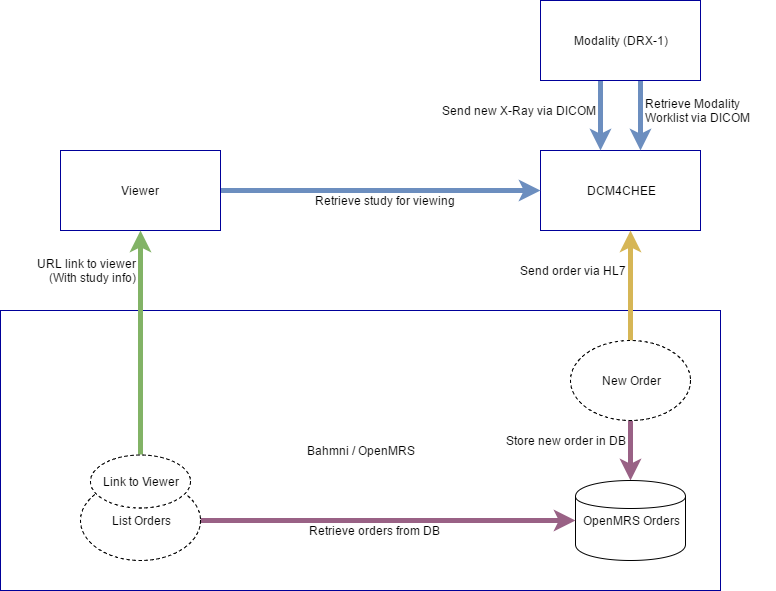 Modality (DRX-1)
Send new X-Ray via DICOM
Retrieve Modality
Worklist via DICOM
Viewer
Retrieve study for viewing
DCM4CHEE
URL link to viewer
(With study info)
Send order via HL7
New Order
Store new order in DB
Bahmni / OpenMRS
Link to Viewer
List Orders
Retrieve orders from DB
OpenMRS Orders